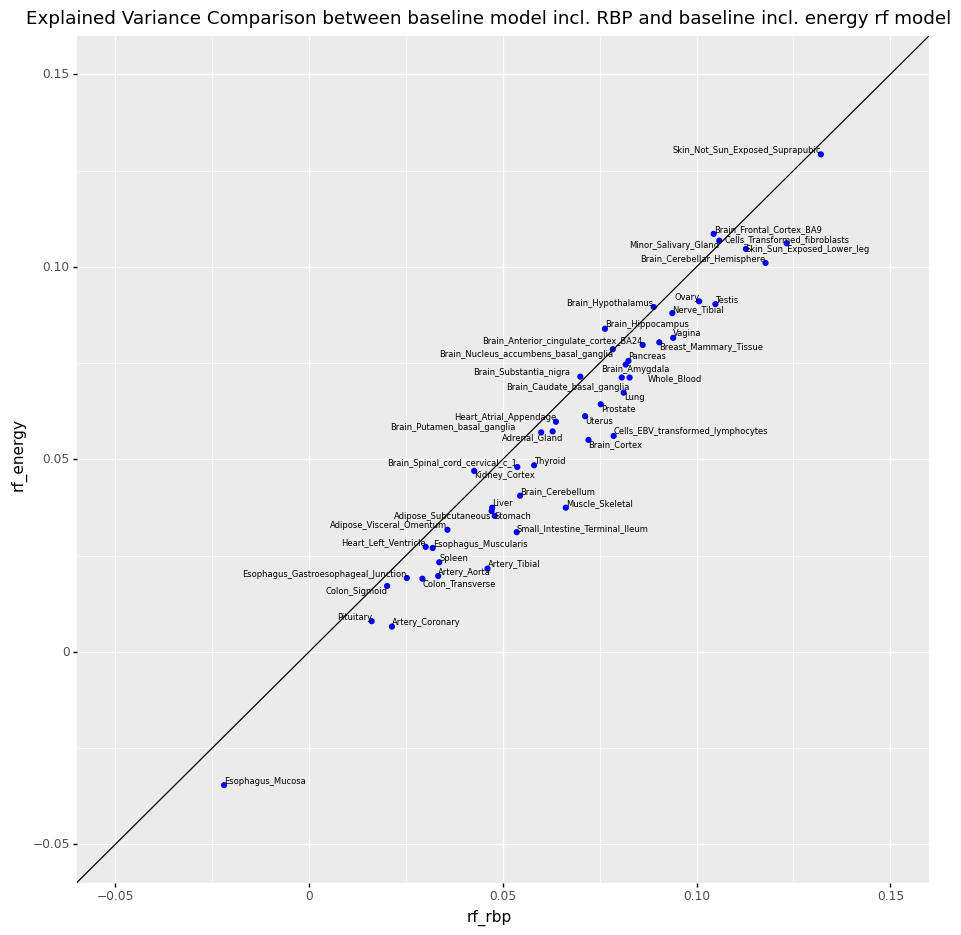 Explained Variance Comparison between baseline model incl. RBP and baseline incl. energy rf model
0.15
Skin_Not_Sun_Exposed_Suprapubic
Brain_Frontal_Cortex_BA9
Cells_Transformed_fibroblasts
Minor_Salivary_Gland
Skin_Sun_Exposed_Lower_leg
Brain_Cerebellar_Hemisphere
0.10
Ovary
Testis
Brain_Hypothalamus
Nerve_Tibial
Brain_Hippocampus
Vagina
Brain_Anterior_cingulate_cortex_BA24
Breast_Mammary_Tissue
Brain_Nucleus_accumbens_basal_ganglia
Pancreas
Brain_Amygdala
Brain_Substantia_nigra
Whole_Blood
Brain_Caudate_basal_ganglia
Lung
Prostate
Heart_Atrial_Appendage
Uterus
Brain_Putamen_basal_ganglia
Cells_EBV_transformed_lymphocytes
Adrenal_Gland
Brain_Cortex
0.05
Brain_Spinal_cord_cervical_c_1
Thyroid
Kidney_Cortex
Brain_Cerebellum
Liver
Muscle_Skeletal
Adipose_Subcutaneous
Stomach
Adipose_Visceral_Omentum
Small_Intestine_Terminal_Ileum
Heart_Left_Ventricle
Esophagus_Muscularis
Spleen
Artery_Tibial
Esophagus_Gastroesophageal_Junction
Artery_Aorta
Colon_Transverse
Colon_Sigmoid
Pituitary
Artery_Coronary
0
Esophagus_Mucosa
−0.05
rf_energy
−0.05
0
0.05
0.10
0.15
rf_rbp